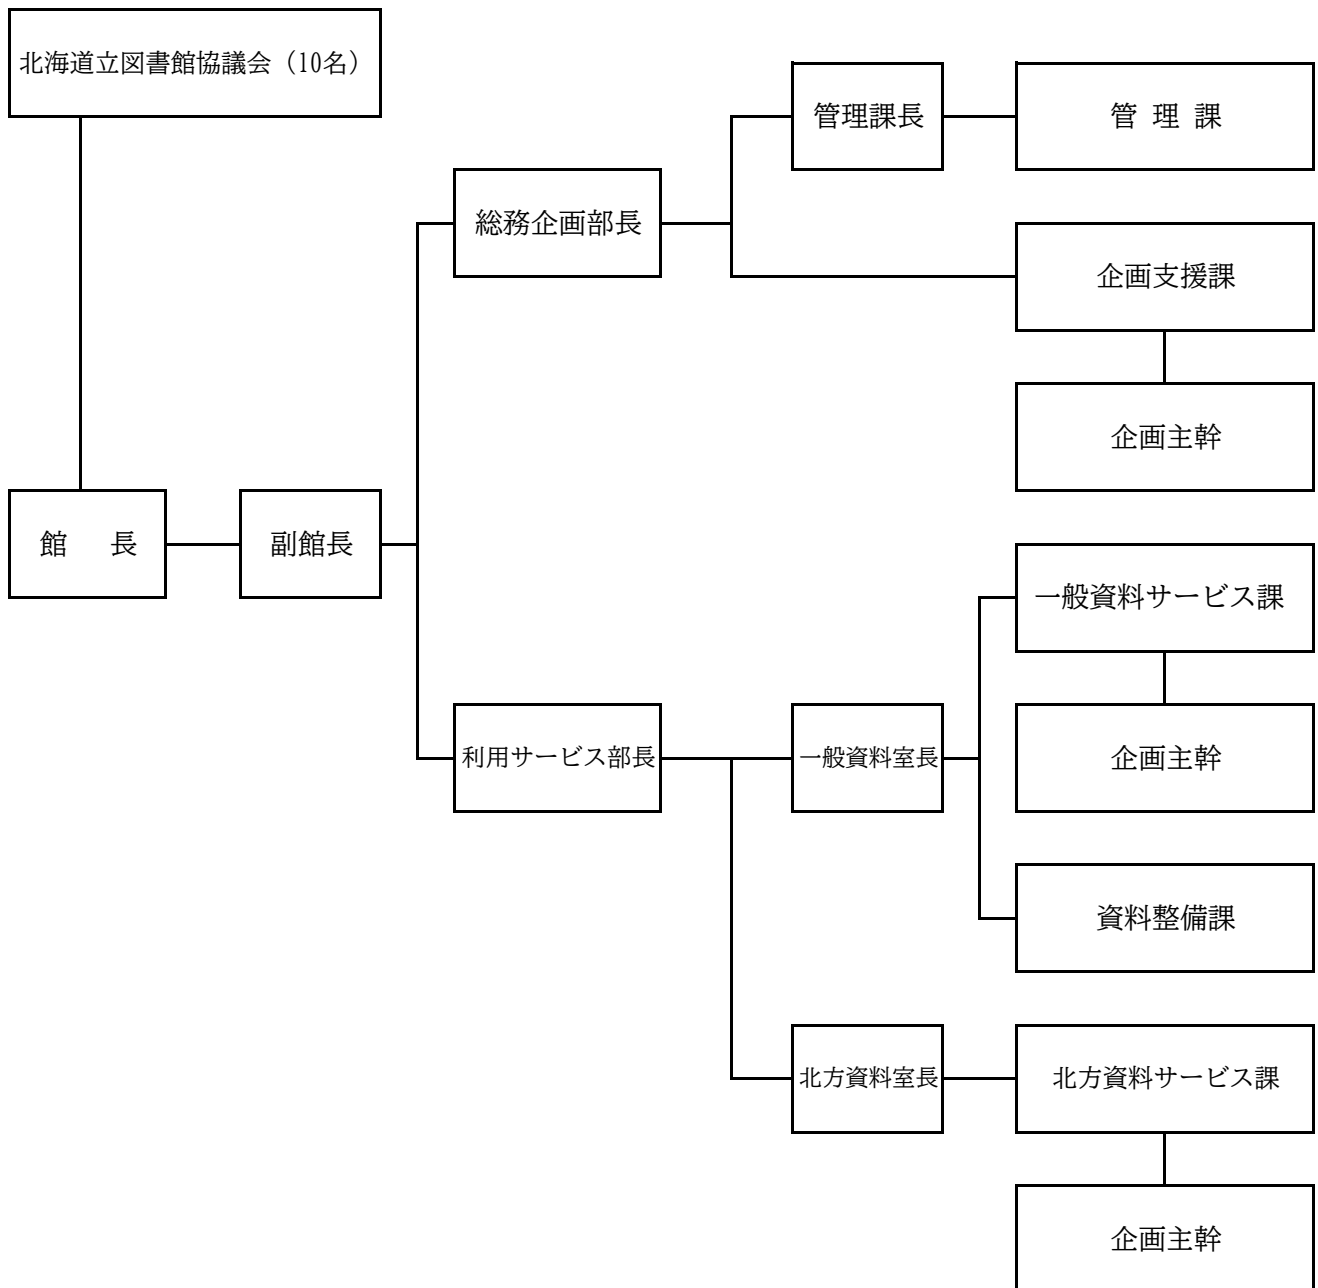 北海道立図書館協議会（10名）
管理課長
管 理 課
総務企画部長
企画支援課
企画主幹
館 長
副館長
一般資料サービス課
利用サービス部長
一般資料室長
企画主幹
資料整備課
北方資料室長
北方資料サービス課
企画主幹